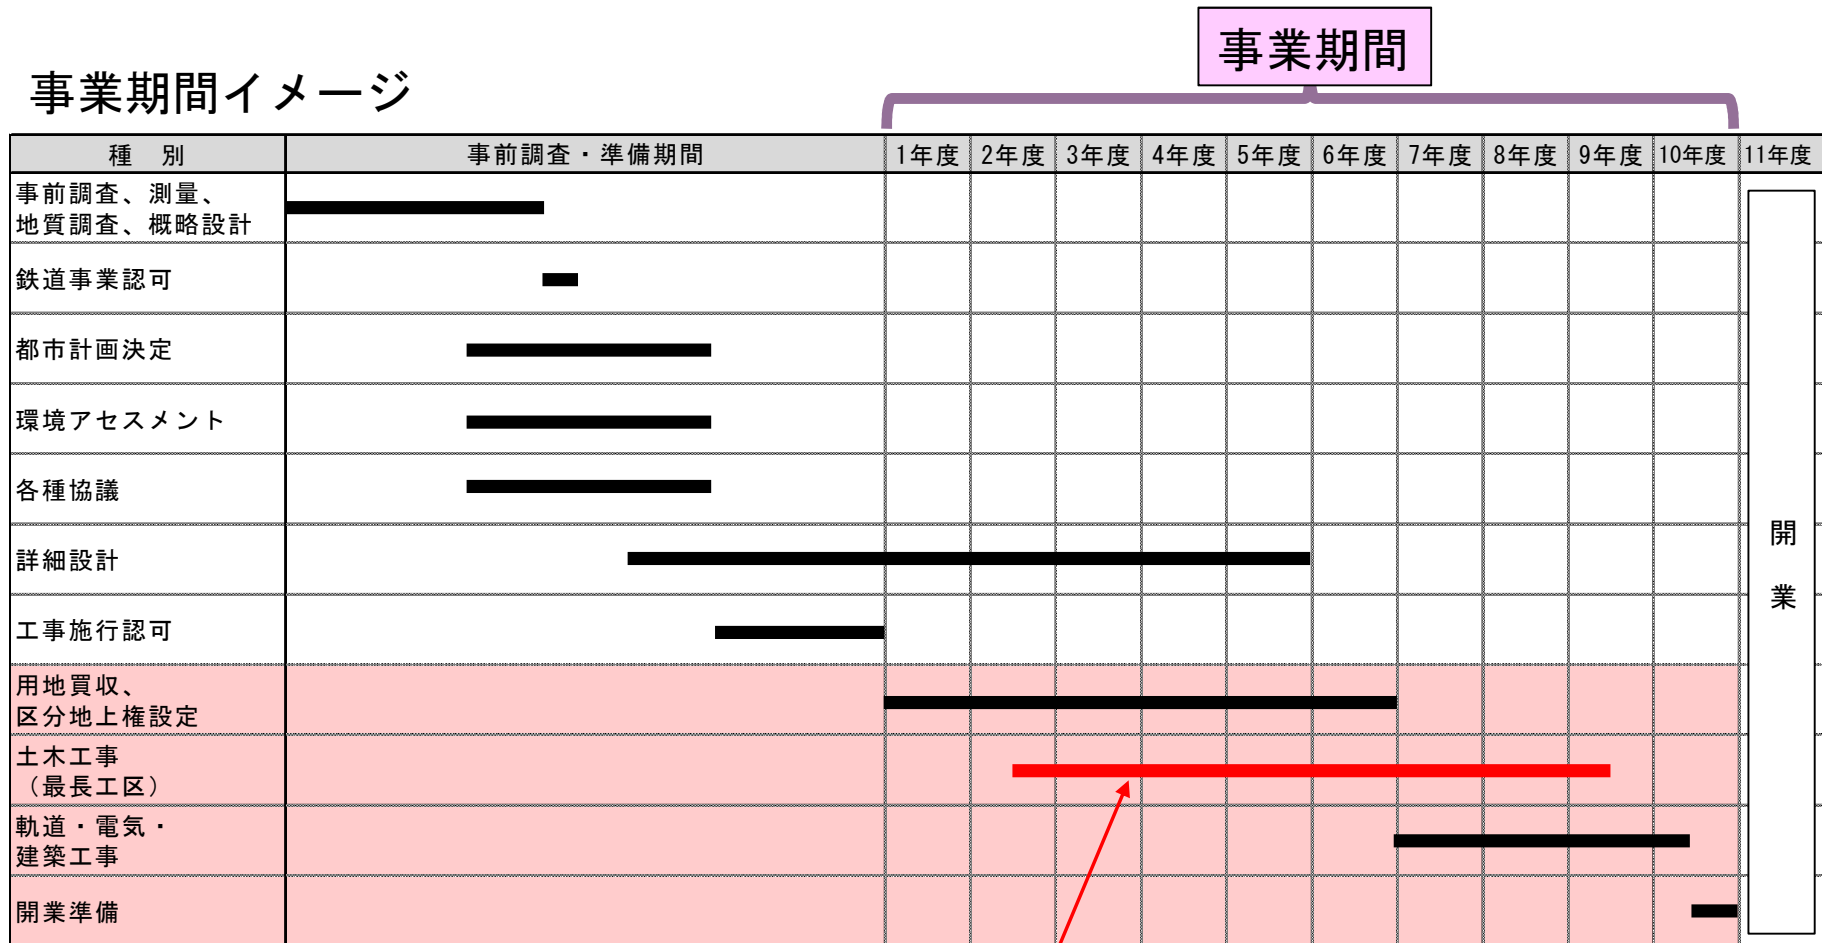 事業期間
事業期間イメージ
種　別
事前調査・準備期間
1年度
2年度
3年度
4年度
5年度
6年度
7年度
8年度
9年度
10年度
11年度
事前調査、測量、
地質調査、概略設計
鉄道事業認可
都市計画決定
環境アセスメント
各種協議
詳細設計
工事施行認可
用地買収、
区分地上権設定
土木工事
（最長工区）
軌道・電気・
建築工事
開業準備
開
業